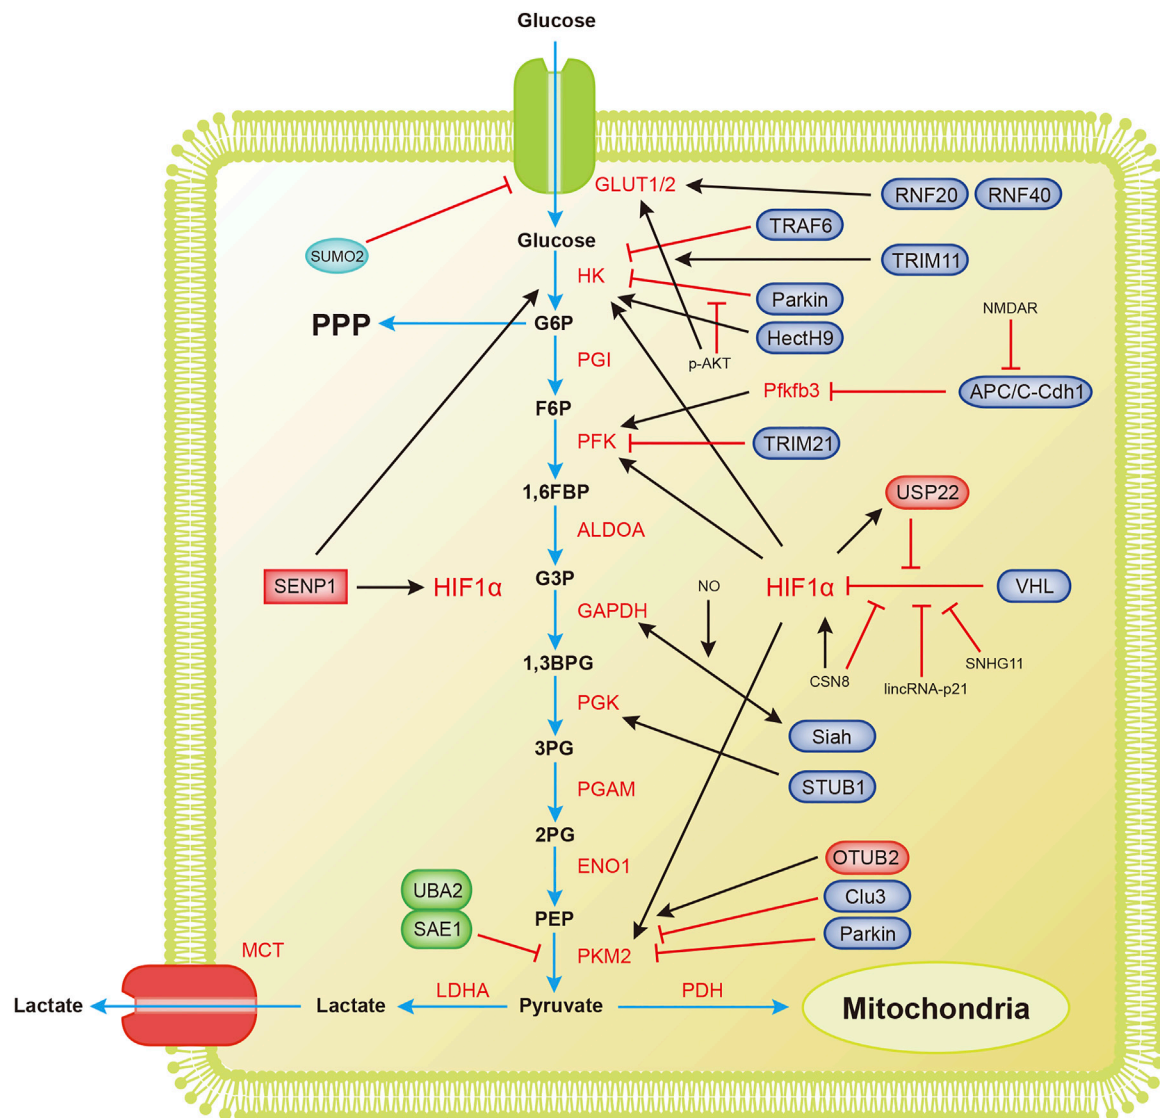 Glucose
GLUT1/2
RNF20
RNF40
TRAF6
Glucose
SUMO2
TRIM11
HK
Parkin
NMDAR
PPP
G6P
HectH9
PGI
p-AKT
Pfkfb3
APC/C-Cdh1
F6P
PFK
TRIM21
1,6FBP
USP22
ALDOA
G3P
SENP1
HIF1α
NO
HIF1α
VHL
GAPDH
1,3BPG
SNHG11
CSN8
lincRNA-p21
PGK
Siah
3PG
STUB1
PGAM
2PG
OTUB2
ENO1
UBA2
Clu3
PEP
SAE1
Parkin
MCT
PKM2
LDHA
PDH
Lactate
Lactate
Pyruvate
Mitochondria